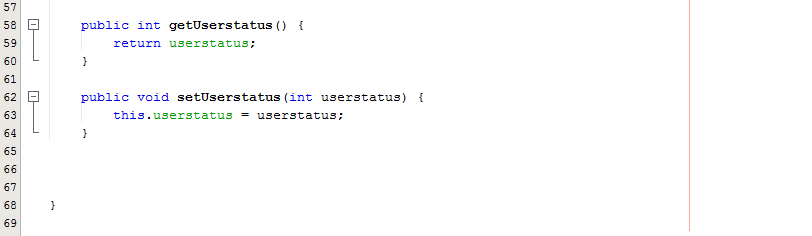 57
58 public int getUserstatus() {
59 return userstatus;
60 }
61
62 public void setUserstatus(int userstatus) {
63 this.userstatus = userstatus;
64 }
65
66
67
68 }
69